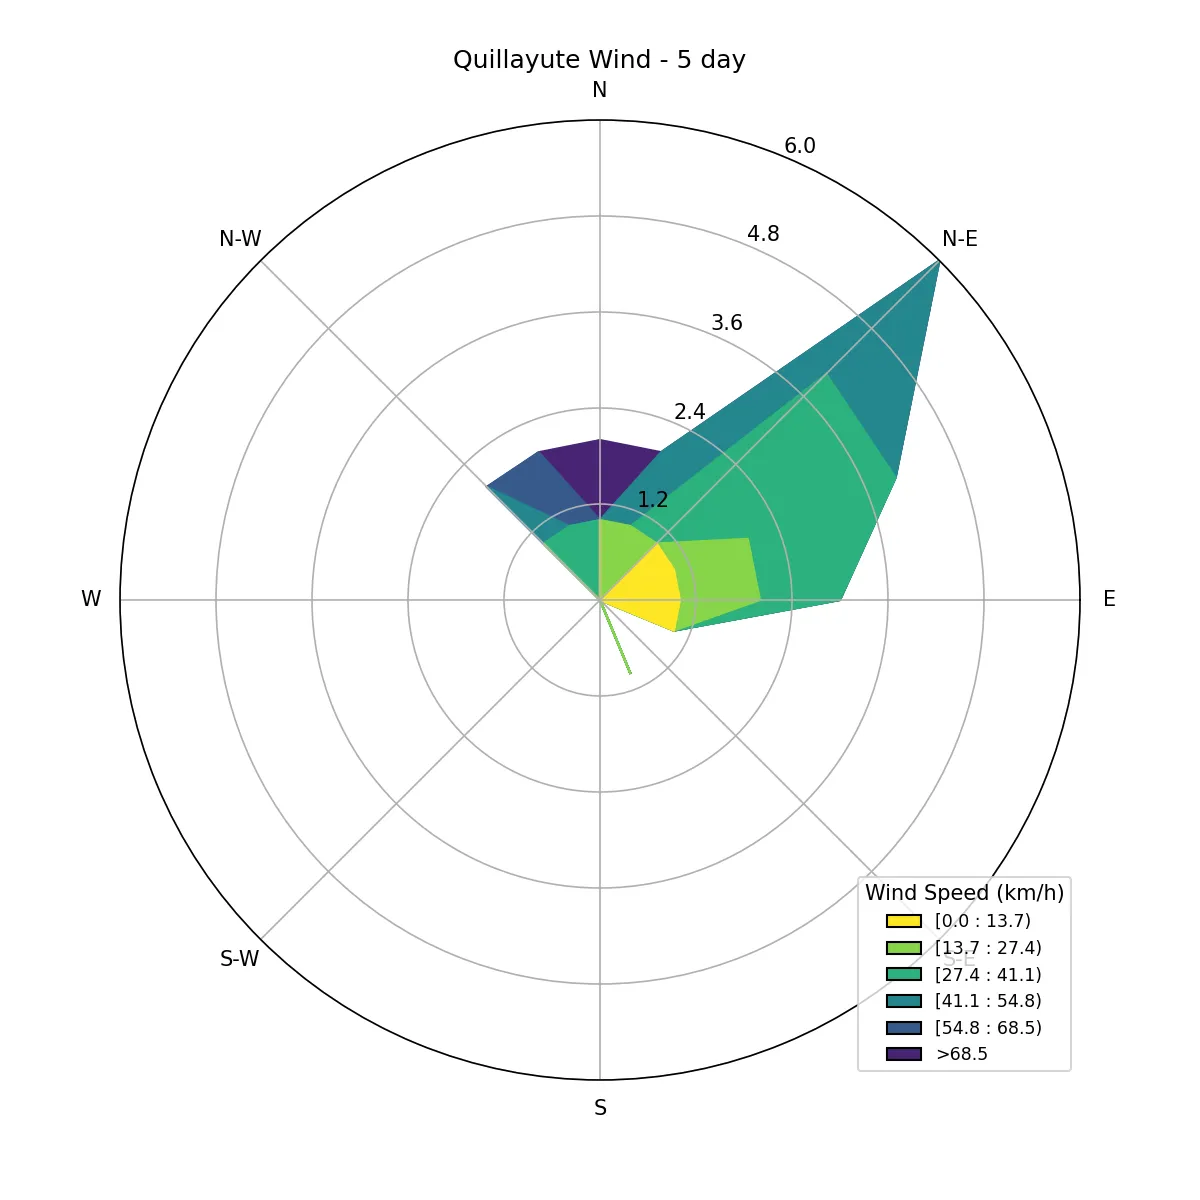 Quillayute Wind - 5 day
N
6.0
N-W
4.8
N-E
3.6
2.4
1.2
W
E
S-W
S-E
S
Wind Speed (km/h)
[0.0 : 13.7)
[13.7 : 27.4)
[27.4 : 41.1)
[41.1 : 54.8)
[54.8 : 68.5)
>68.5